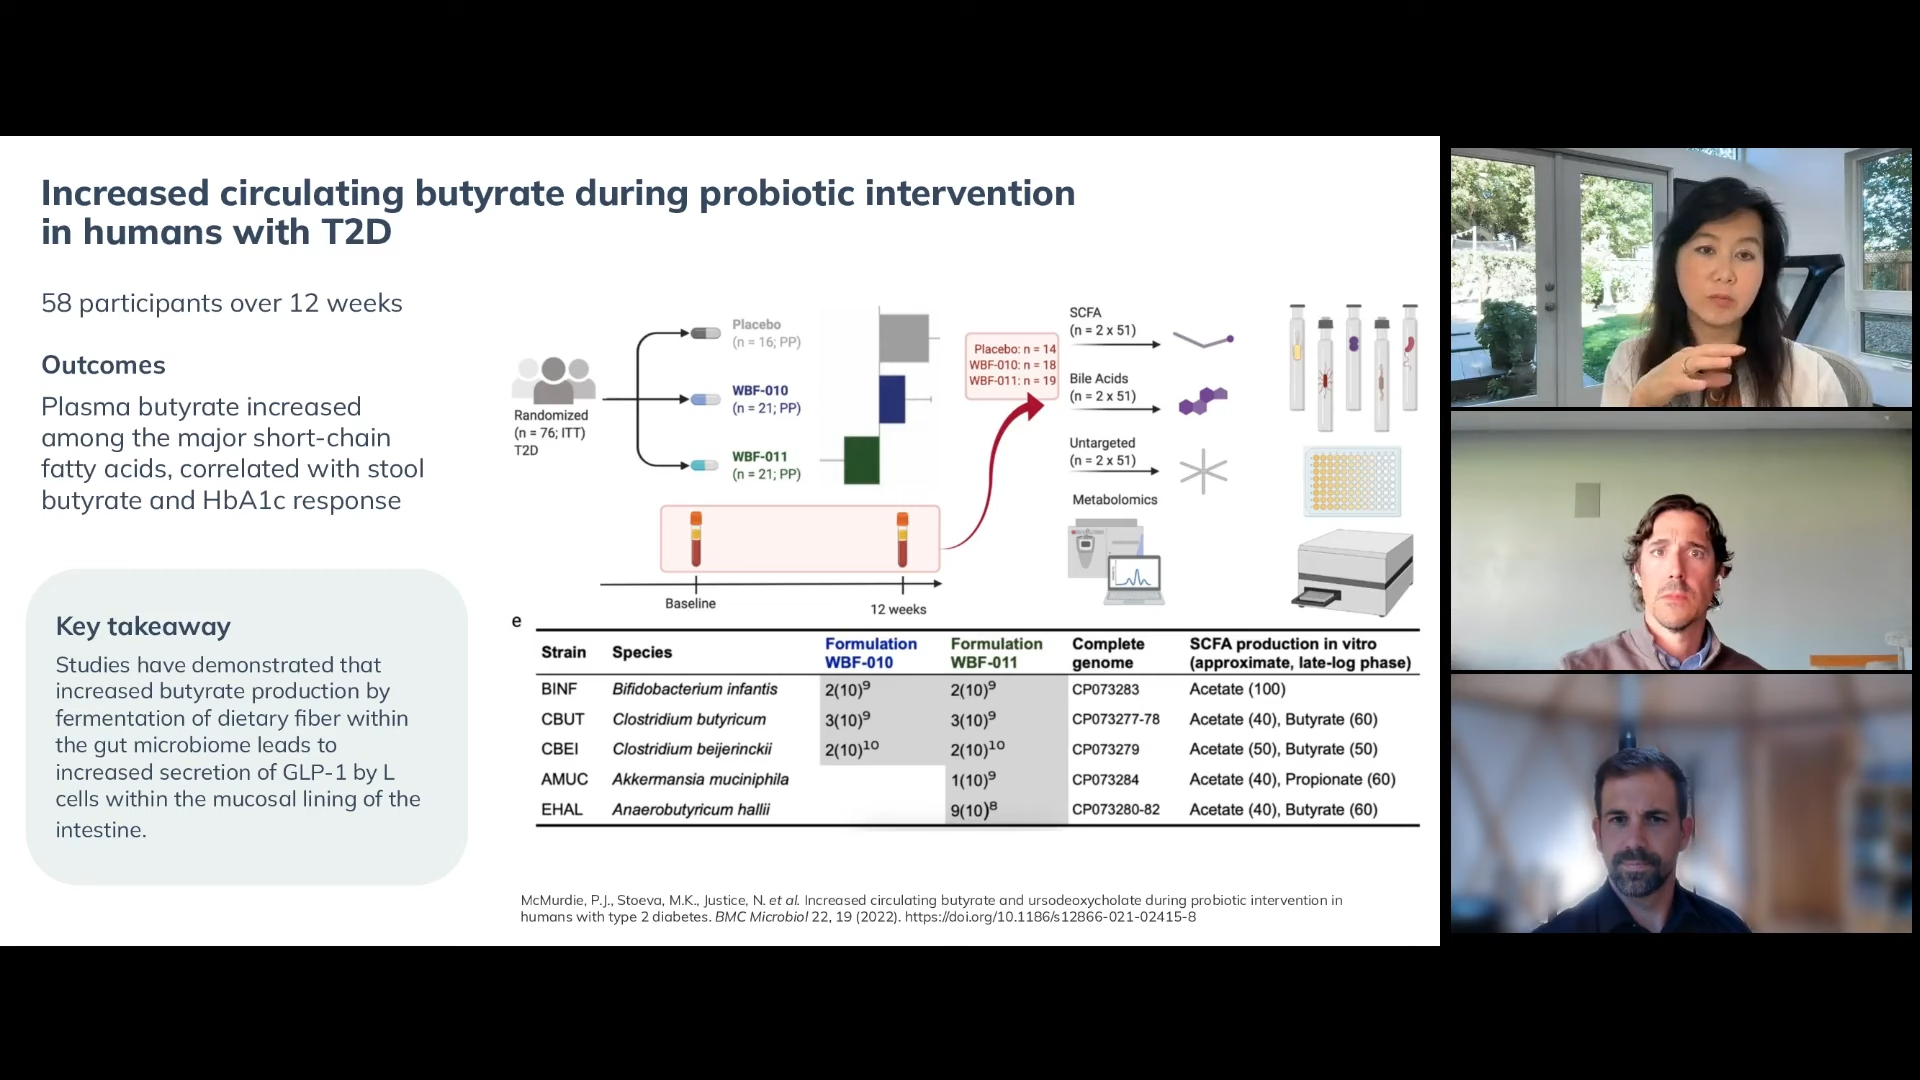 Increased circulating butyrate during probiotic intervention
in humans with T2D
58 participants over 12 weeks
Outcomes
Plasma butyrate increased
among the major short-chain
fatty acids, correlated with stool
butyrate and HbA1c response
Key takeaway
Studies have demonstrated that
increased butyrate production by
fermentation of dietary fiber within
the gut microbiome leads to
increased secretion of GLP-1 by L
cells within the mucosal lining of the
intestine.
Randomized
(n = 76; ITT)
T2D
Placebo
(n = 16; PP)
WBF-010
(n = 21; PP)
WBF-011
(n = 21; PP)
Baseline
12 weeks
Placebo: n = 14
WBF-010: n = 18
WBF-011: n = 19
SCFA
(n = 2 x 51)
Bile Acids
(n = 2 x 51)
Untargeted
(n = 2 x 51)
Metabolomics
e
Strain Species Formulation WBF-010 Formulation WBF-011 Complete genome SCFA production in vitro (approximate, late-log phase)
BINF Bifidobacterium infantis 2(10)⁹ 2(10)⁹ CP073283 Acetate (100)
CBUT Clostridium butyricum 3(10)⁹ 3(10)⁹ CP073277-78 Acetate (40), Butyrate (60)
CBEI Clostridium beijerinckii 2(10)¹⁰ 2(10)¹⁰ CP073279 Acetate (50), Butyrate (50)
AMUC Akkermansia muciniphila 1(10)⁹ CP073284 Acetate (40), Propionate (60)
EHAL Anaerobutyricum hallii 9(10)⁸ CP073280-82 Acetate (40), Butyrate (60)
McMurdie, P.J., Stoeva, M.K., Justice, N. et al. Increased circulating butyrate and ursodeoxycholate during probiotic intervention in
humans with type 2 diabetes. BMC Microbiol 22, 19 (2022). https://doi.org/10.1186/s12866-021-02415-8